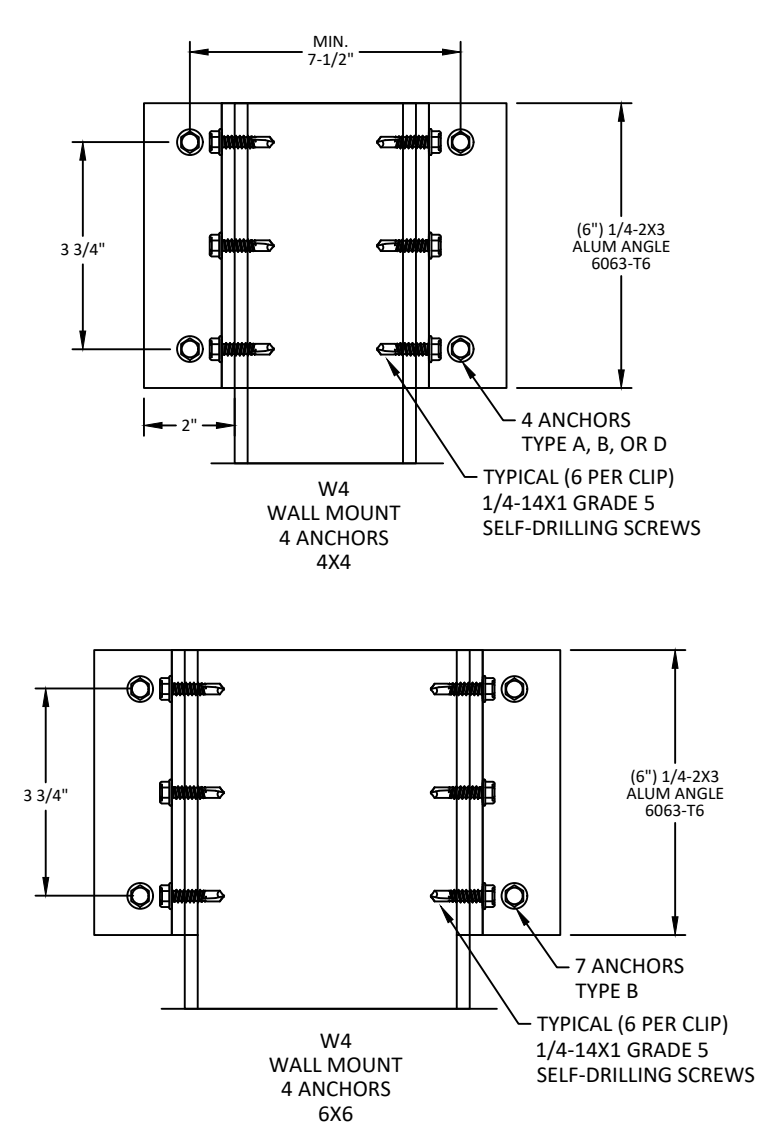 MIN.
7-1/2"
3 3/4"
(6") 1/4-2X3
ALUM ANGLE
6063-T6
2"
4 ANCHORS
TYPE A, B, OR D
TYPICAL (6 PER CLIP)
1/4-14X1 GRADE 5
SELF-DRILLING SCREWS
W4
WALL MOUNT
4 ANCHORS
4X4
3 3/4"
(6") 1/4-2X3
ALUM ANGLE
6063-T6
7 ANCHORS
TYPE B
TYPICAL (6 PER CLIP)
1/4-14X1 GRADE 5
SELF-DRILLING SCREWS
W4
WALL MOUNT
4 ANCHORS
6X6